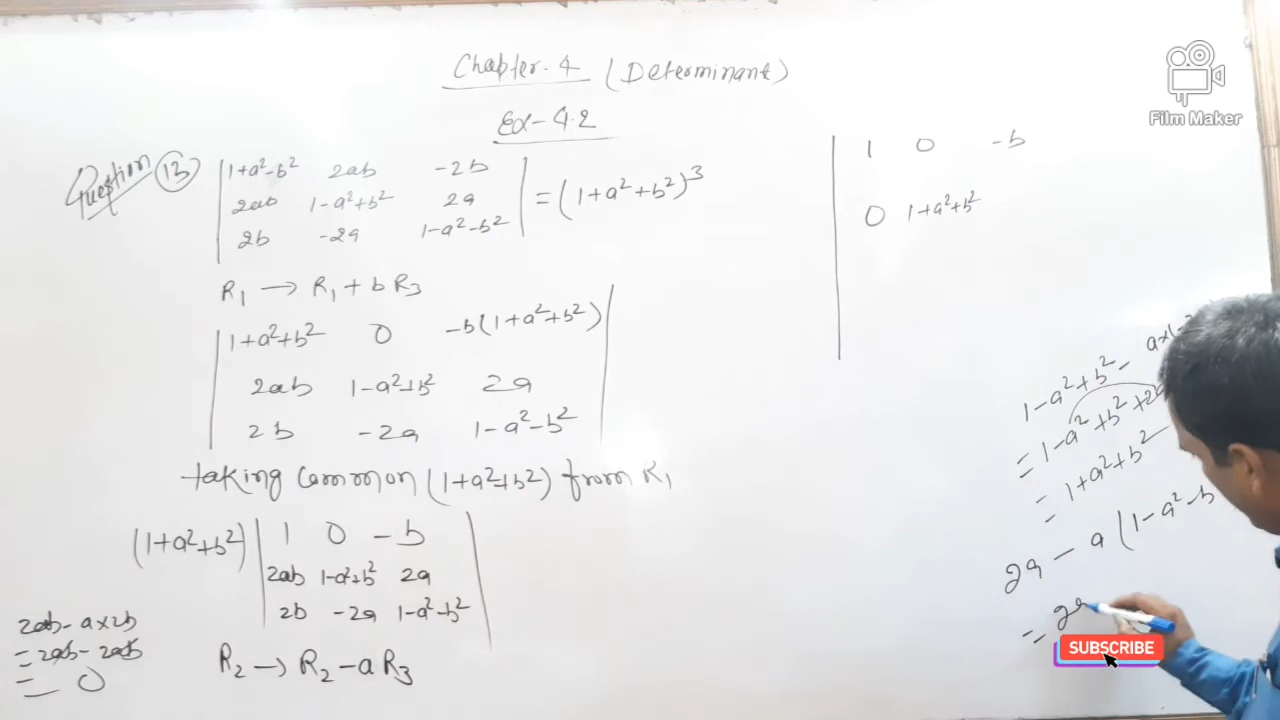 Chapter-4 (Determinant)
Ex-4.2
Question 13
1+a²-b² 2ab -2b
2ab 1-a²+b² 2a
2b -2a 1-a²-b²
= (1+a²+b²)³
R₁ → R₁ + bR₃
1+a²+b² 0 -b(1+a²+b²)
2ab 1-a²+b² 2a
2b -2a 1-a²-b²
taking common (1+a²+b²) from R₁
(1+a²+b²) 1 0 -b
2ab 1-a²+b² 2a
2b -2a 1-a²-b²
2ab - a×2b
= 2ab - 2ab
= 0
R₂ → R₂ - aR₃
Film Maker
1 0 -b
0 1+a²+b²
1-a²+b² - a×(-2
= 1-a²+b²+2a
= 1+a²+b²
2a - a(1-a²-b
= 2a
SUBSCRIBE